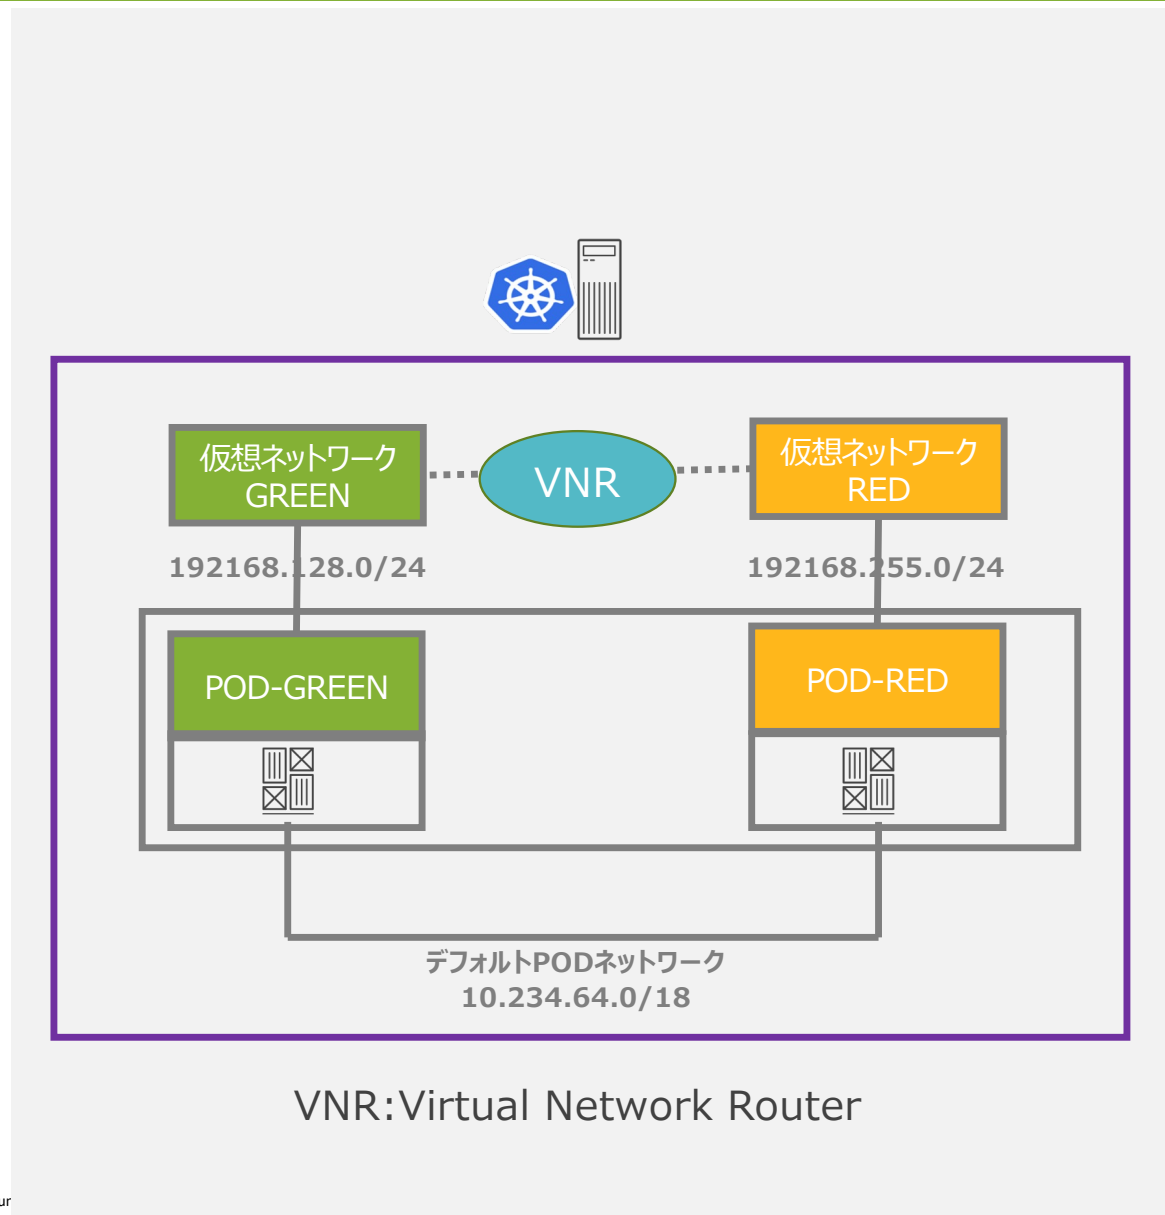 仮想ネットワーク
GREEN
VNR
仮想ネットワーク
RED
192168.128.0/24
192168.255.0/24
POD-GREEN
POD-RED
デフォルトPODネットワーク
10.234.64.0/18
VNR:Virtual Network Router
ur